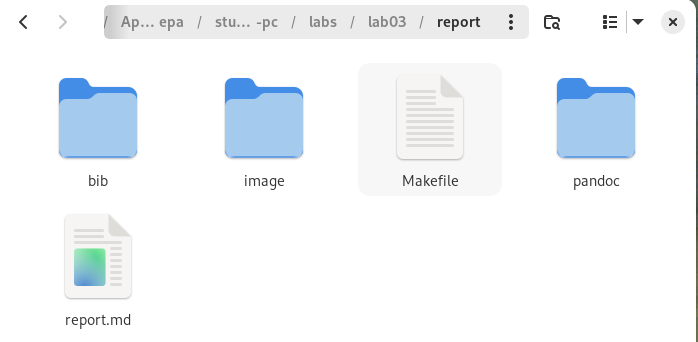 / Ap... epa / stu... -pc / labs / lab03 / report
bib image Makefile pandoc
report.md